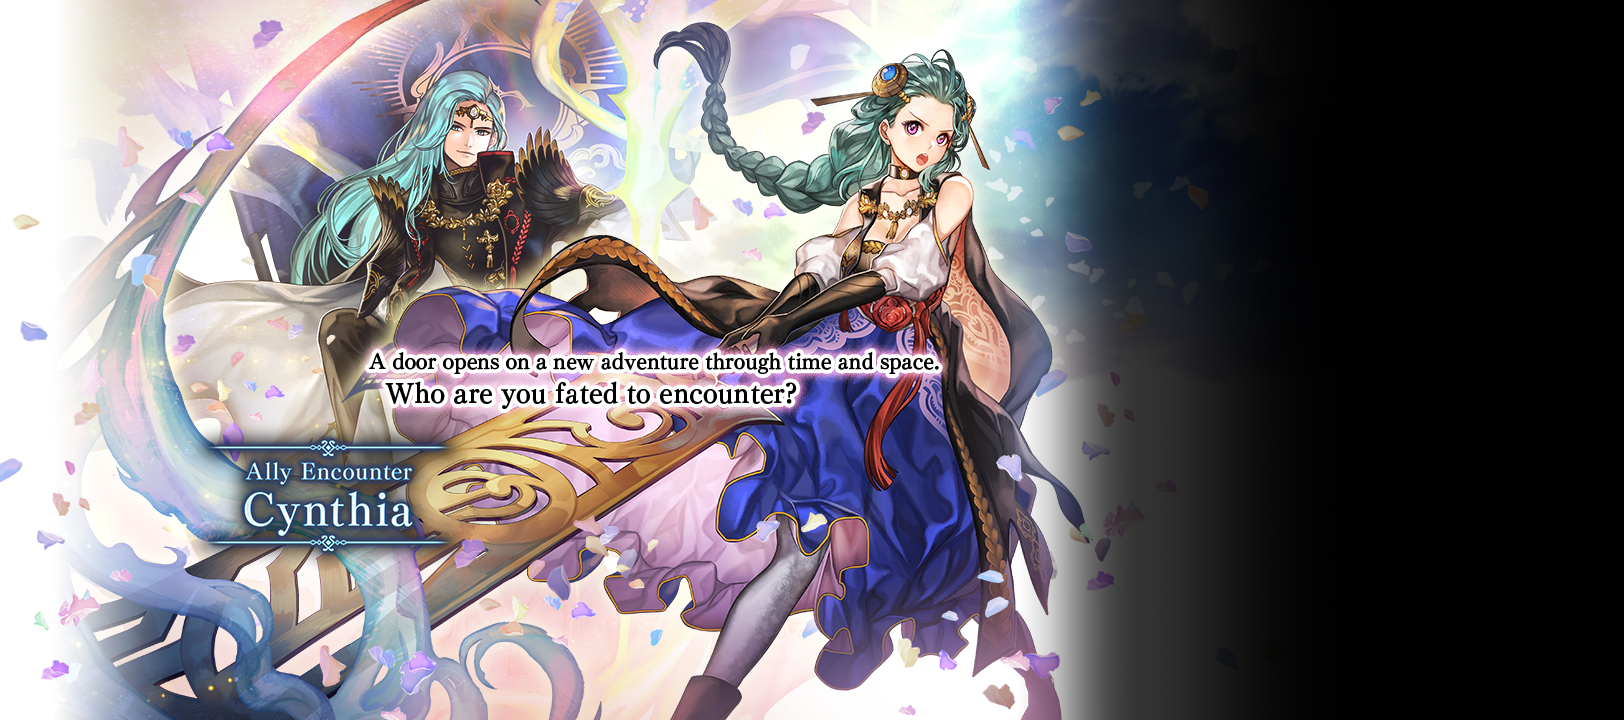 A door opens on a new adventure through time and space.
Who are you fated to encounter?
Ally Encounter
Cynthia